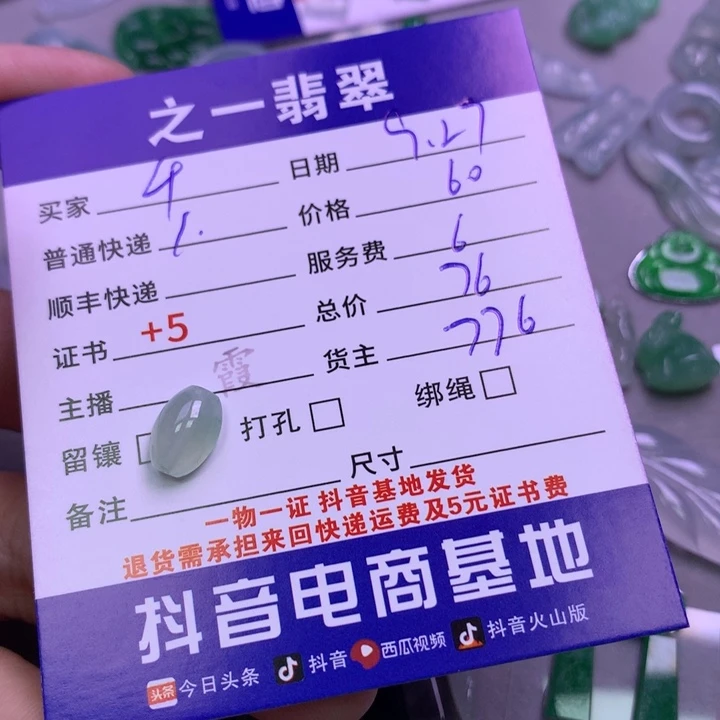 之一翡翠
买家 4 日期 9.27
普通快递 1. 价格 60
顺丰快递 服务费 6
证书 +5 总价 76
主播 霞 货主 776
留镶 打孔 绑绳
备注 尺寸
一物一证 抖音基地发货
退货需承担来回快递运费及5元证书费
抖音电商基地
头条 今日头条 抖音 西瓜视频 抖音火山版